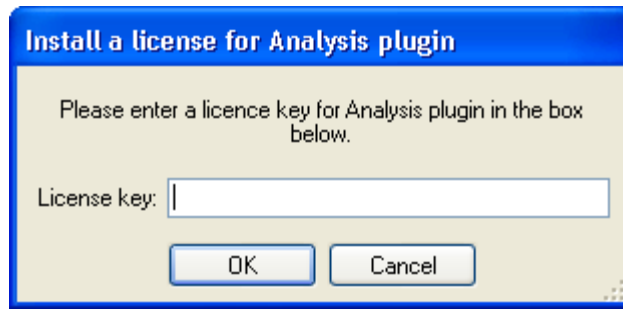 Install a license for Analysis plugin
Please enter a licence key for Analysis plugin in the box
below.
License key:
OK Cancel